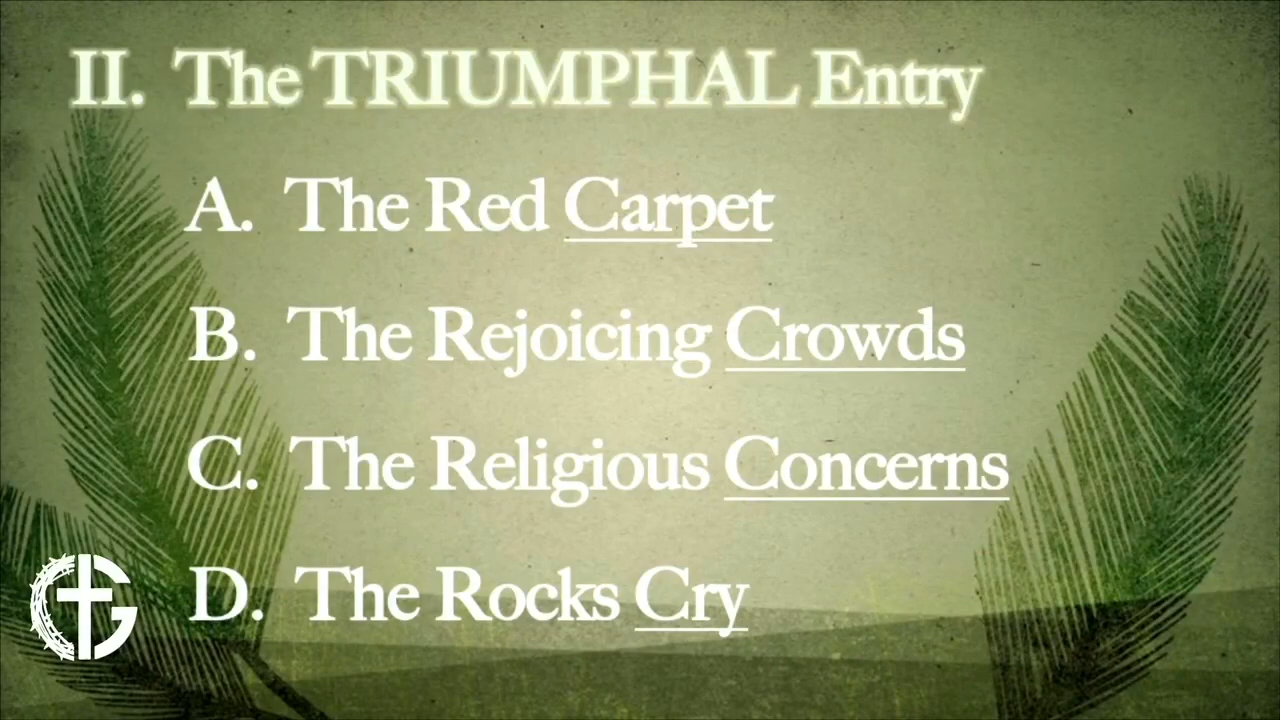 II. The TRIUMPHAL Entry
A. The Red Carpet
B. The Rejoicing Crowds
C. The Religious Concerns
D. The Rocks Cry